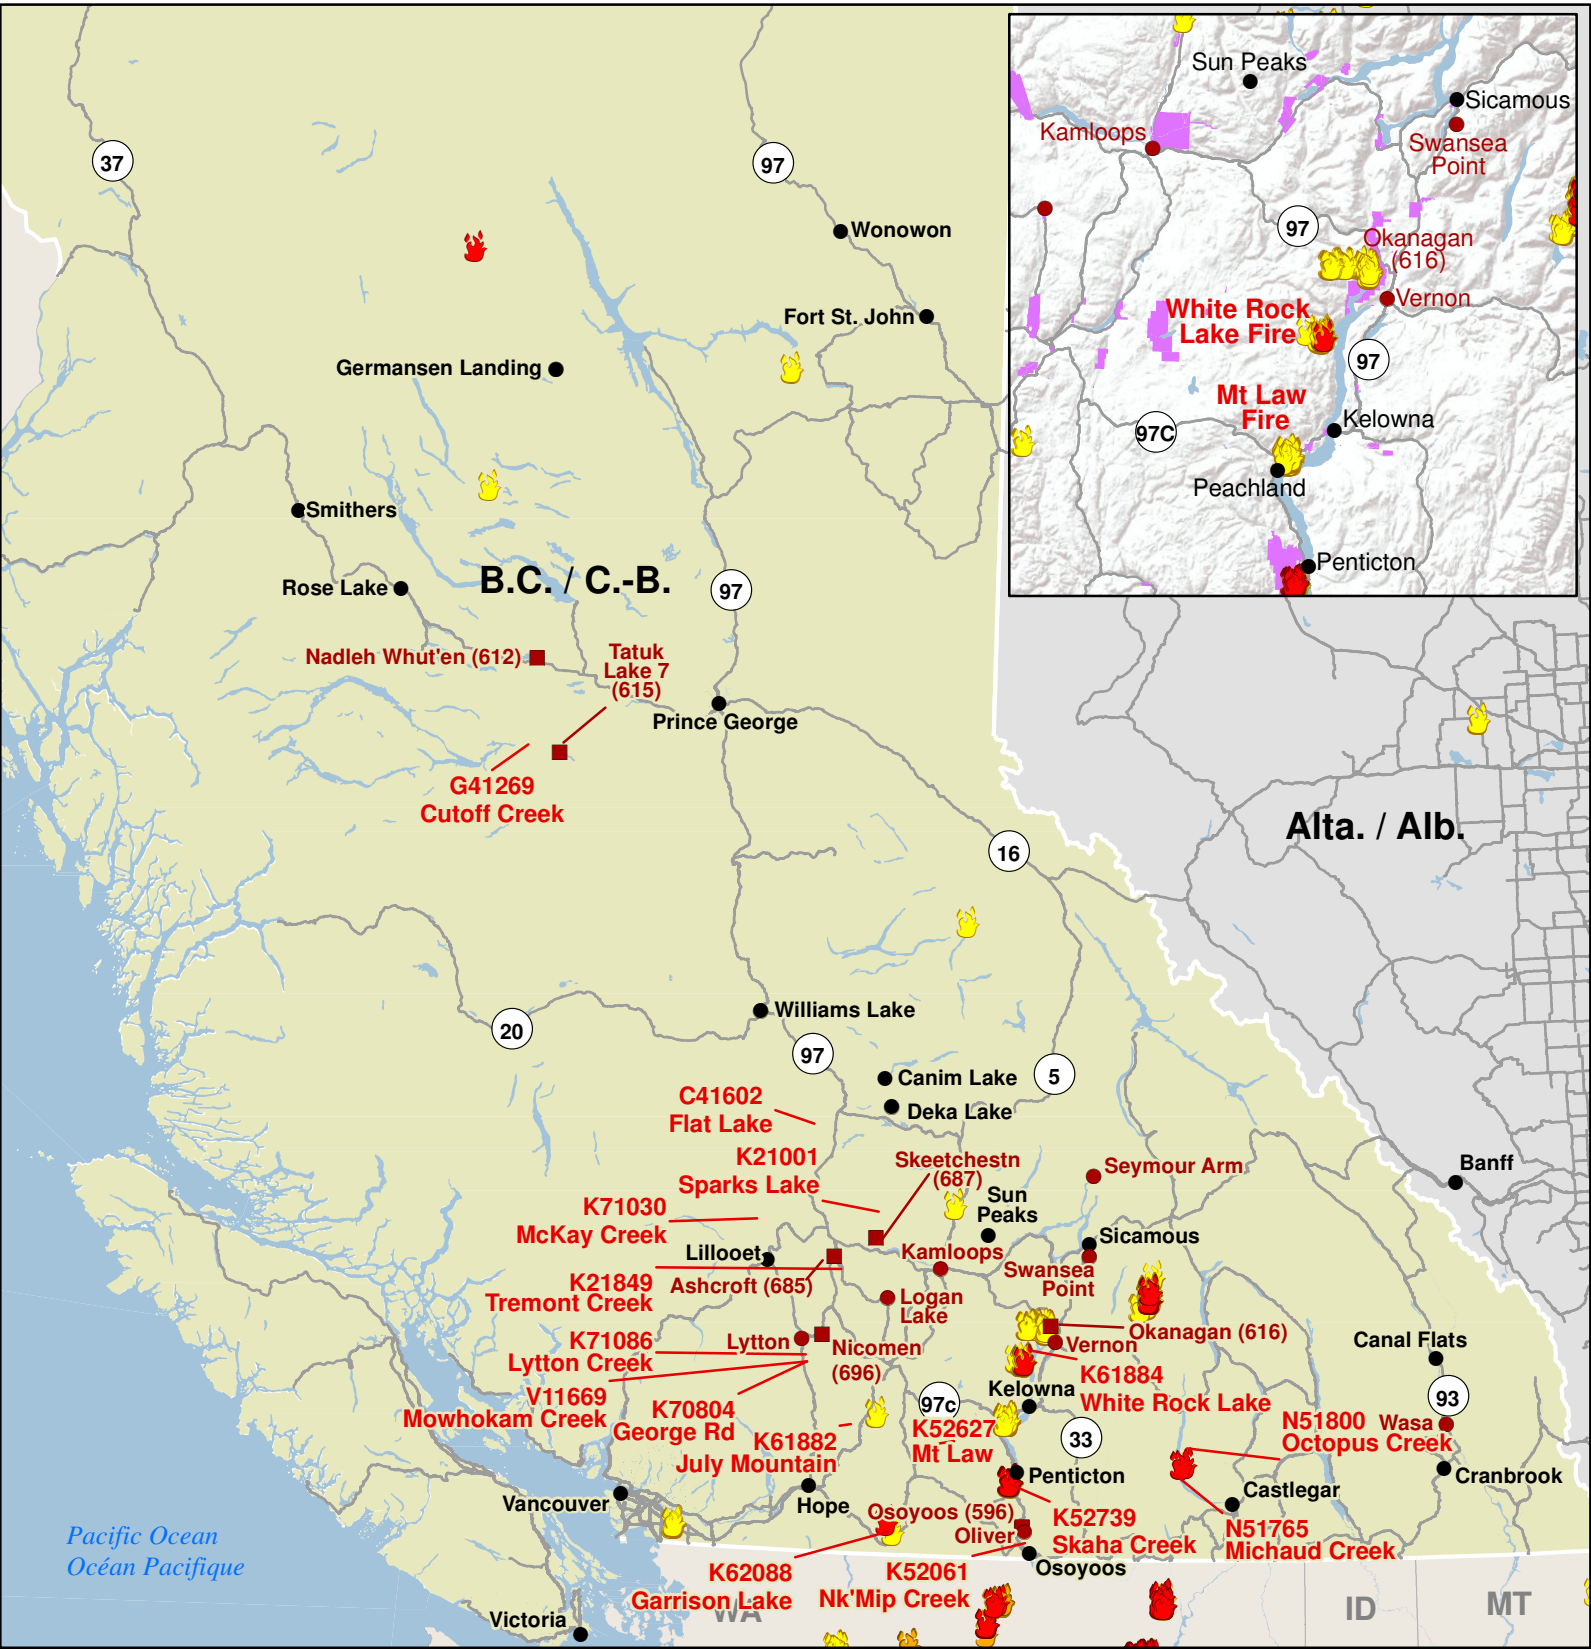 Sun Peaks
Sicamous
Kamloops
Swansea
Point
97
Okanagan
(616)
Vernon
White Rock
Lake Fire
97
Mt Law
Fire
Kelowna
97C
Peachland
Penticton
37
97
Wonowon
Fort St. John
Germansen Landing
Smithers
Rose Lake
B.C. / C.-B.
97
Nadleh Whut'en (612)
Tatuk
Lake 7
(615)
Prince George
G41269
Cutoff Creek
Alta. / Alb.
16
Williams Lake
20
97
5
Canim Lake
Deka Lake
C41602
Flat Lake
K21001
Sparks Lake
Skeetchestn
(687)
Seymour Arm
Banff
Sun
Peaks
K71030
McKay Creek
Lillooet
Sicamous
Kamloops
Swansea
Point
Ashcroft (685)
K21849
Tremont Creek
Logan
Lake
Okanagan (616)
Vernon
Canal Flats
K71086
Lytton Creek
Lytton
Nicomen
(696)
K61884
White Rock Lake
V11669
Mowhokam Creek
K70804
George Rd
Kelowna
97c
93
K52627
Mt Law
33
N51800
Octopus Creek
Wasa
K61882
July Mountain
Penticton
Cranbrook
Castlegar
Hope
Vancouver
Osoyoos (596)
Oliver
K52739
Skaha Creek
N51765
Michaud Creek
Pacific Ocean
Océan Pacifique
K62088
Garrison Lake
K52061
Nk'Mip Creek
Osoyoos
WA
ID
MT
Victoria